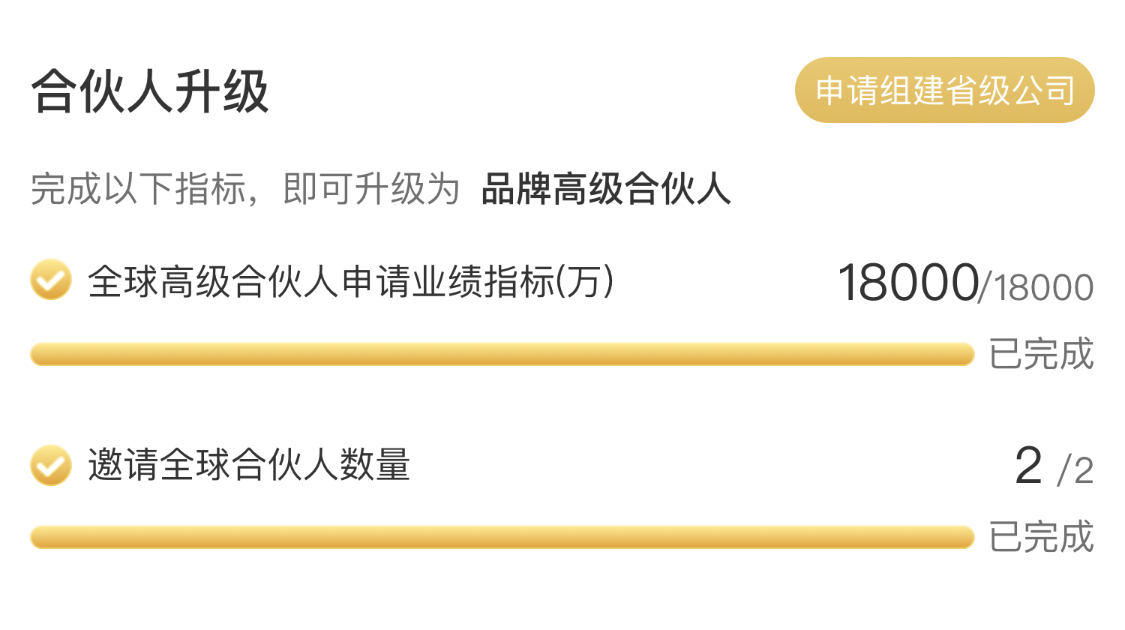 合伙人升级
申请组建省级公司
完成以下指标，即可升级为 品牌高级合伙人
全球高级合伙人申请业绩指标(万) 18000/18000
已完成
邀请全球合伙人数量 2 /2
已完成